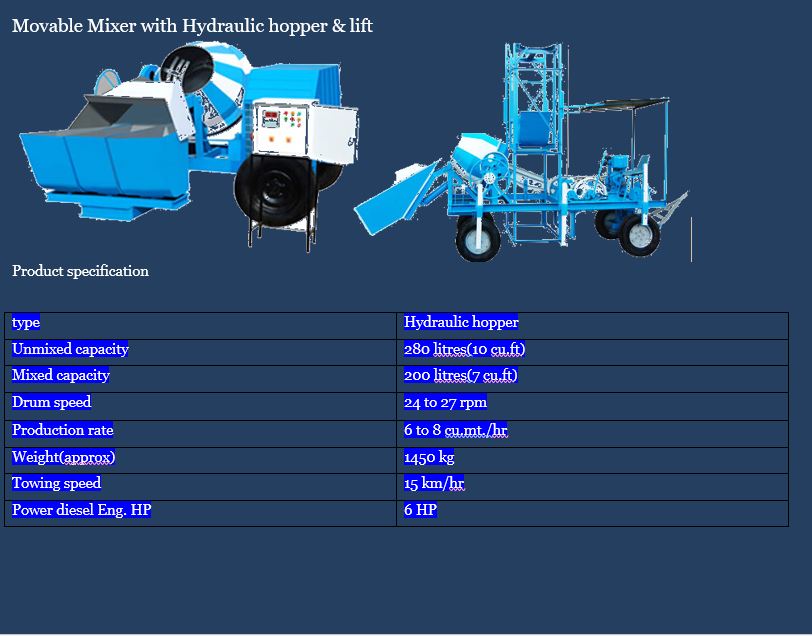 Movable Mixer with Hydraulic hopper & lift
Product specification
type Hydraulic hopper
Unmixed capacity 280 litres(10 cu.ft)
Mixed capacity 200 litres(7 cu.ft)
Drum speed 24 to 27 rpm
Production rate 6 to 8 cu.mt./hr
Weight(approx) 1450 kg
Towing speed 15 km/hr
Power diesel Eng. HP 6 HP